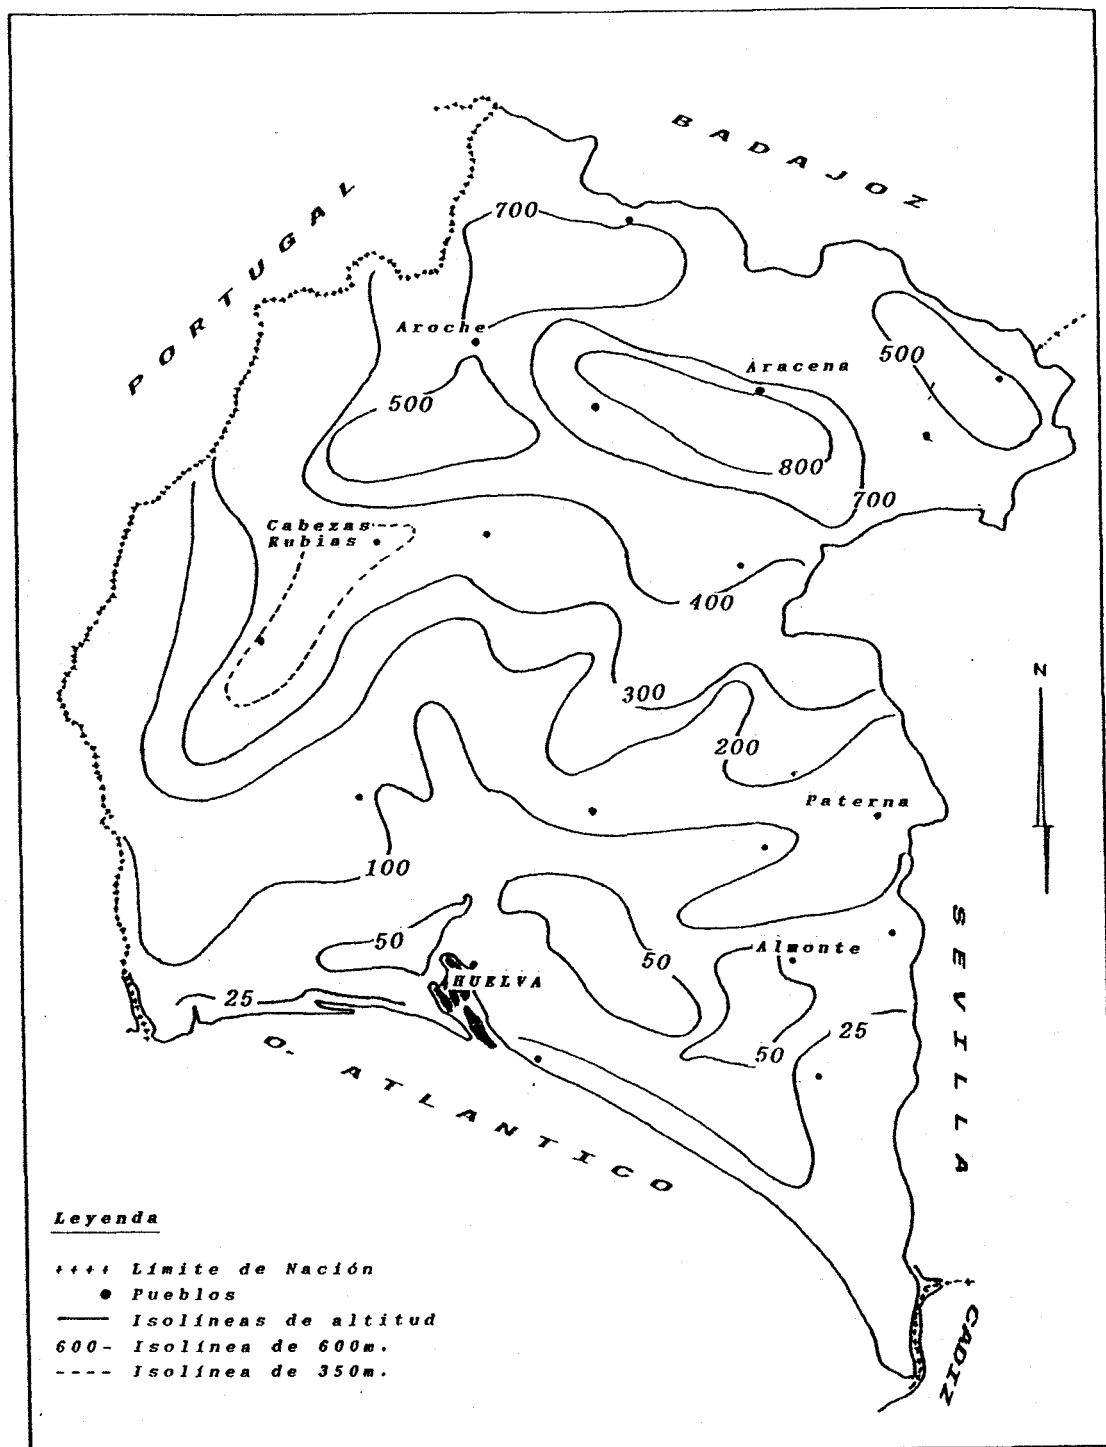 BADAJOZ
PORTUGAL
700
Aroche
500
Aracena
500
800
700
Cabezas
Rubias
400
300
N
200
Paterna
100
SEVILLA
50
Almonte
50
HUELVA
25
50
25
O. ATLANTICO
Leyenda
++++ Límite de Nación
● Pueblos
—— Isolíneas de altitud
600- Isolínea de 600m.
---- Isolínea de 350m.
CADIZ